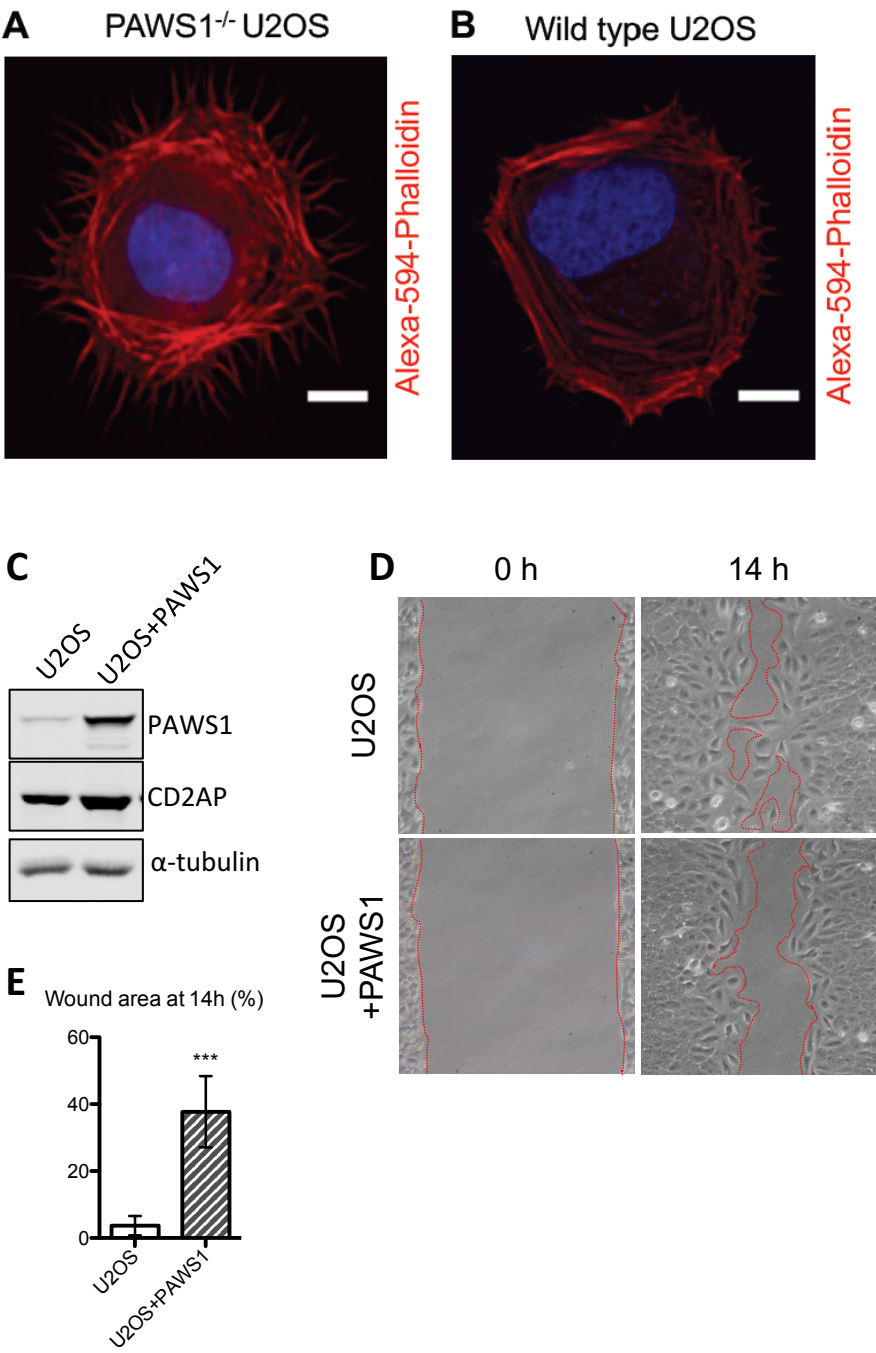 A
PAWS1-/- U2OS
Alexa-594-Phalloidin
B
Wild type U2OS
Alexa-594-Phalloidin
C
U2OS
U2OS+PAWS1
PAWS1
CD2AP
α-tubulin
D
0 h
14 h
U2OS
U2OS
+PAWS1
E
Wound area at 14h (%)
60
40
20
0
***
U2OS
U2OS+PAWS1